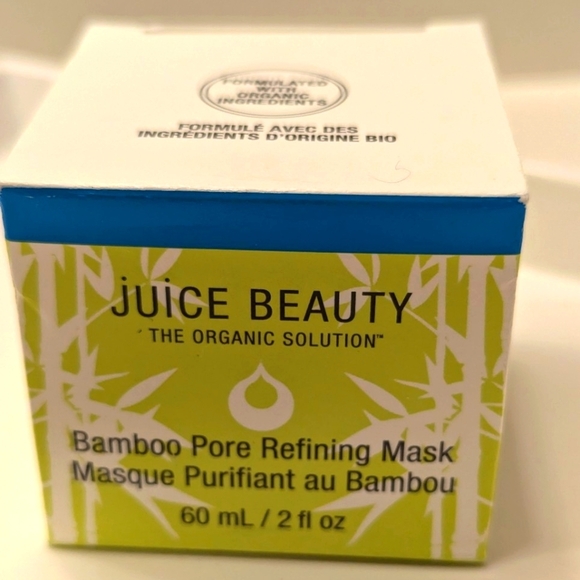 FORMULATED
WITH
ORGANIC
INGREDIENTS
FORMULÉ AVEC DES
INGRÉDIENTS D'ORIGINE BIO
juice BEAUTY
THE ORGANIC SOLUTION™
Bamboo Pore Refining Mask
Masque Purifiant au Bambou
60 mL / 2 fl oz